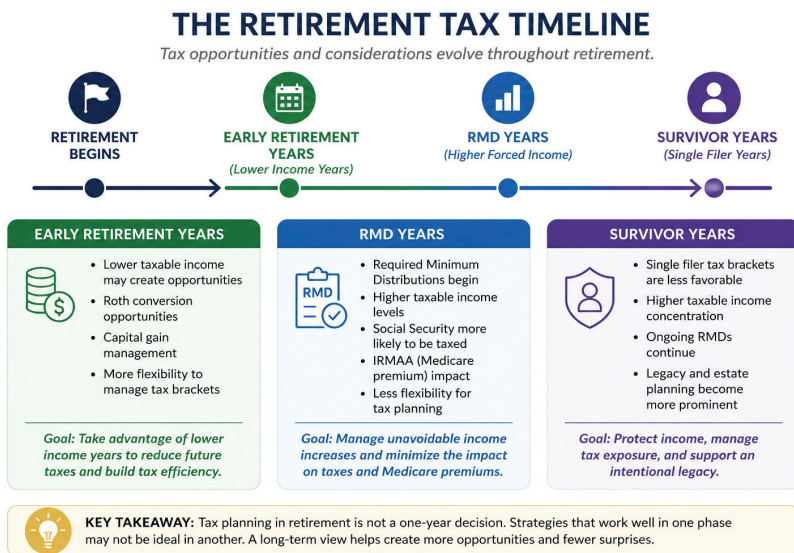 THE RETIREMENT TAX TIMELINE
Tax opportunities and considerations evolve throughout retirement.
RETIREMENT
BEGINS
EARLY RETIREMENT
YEARS
(Lower Income Years)
RMD YEARS
(Higher Forced Income)
SURVIVOR YEARS
(Single Filer Years)
EARLY RETIREMENT YEARS
$
• Lower taxable income
may create opportunities
• Roth conversion
opportunities
• Capital gain
management
• More flexibility to
manage tax brackets
Goal: Take advantage of lower
income years to reduce future
taxes and build tax efficiency.
RMD YEARS
RMD
• Required Minimum
Distributions begin
• Higher taxable income
levels
• Social Security more
likely to be taxed
• IRMAA (Medicare
premium) impact
• Less flexibility for
tax planning
Goal: Manage unavoidable income
increases and minimize the impact
on taxes and Medicare premiums.
SURVIVOR YEARS
• Single filer tax brackets
are less favorable
• Higher taxable income
concentration
• Ongoing RMDs
continue
• Legacy and estate
planning become
more prominent
Goal: Protect income, manage
tax exposure, and support an
intentional legacy.
KEY TAKEAWAY: Tax planning in retirement is not a one-year decision. Strategies that work well in one phase
may not be ideal in another. A long-term view helps create more opportunities and fewer surprises.